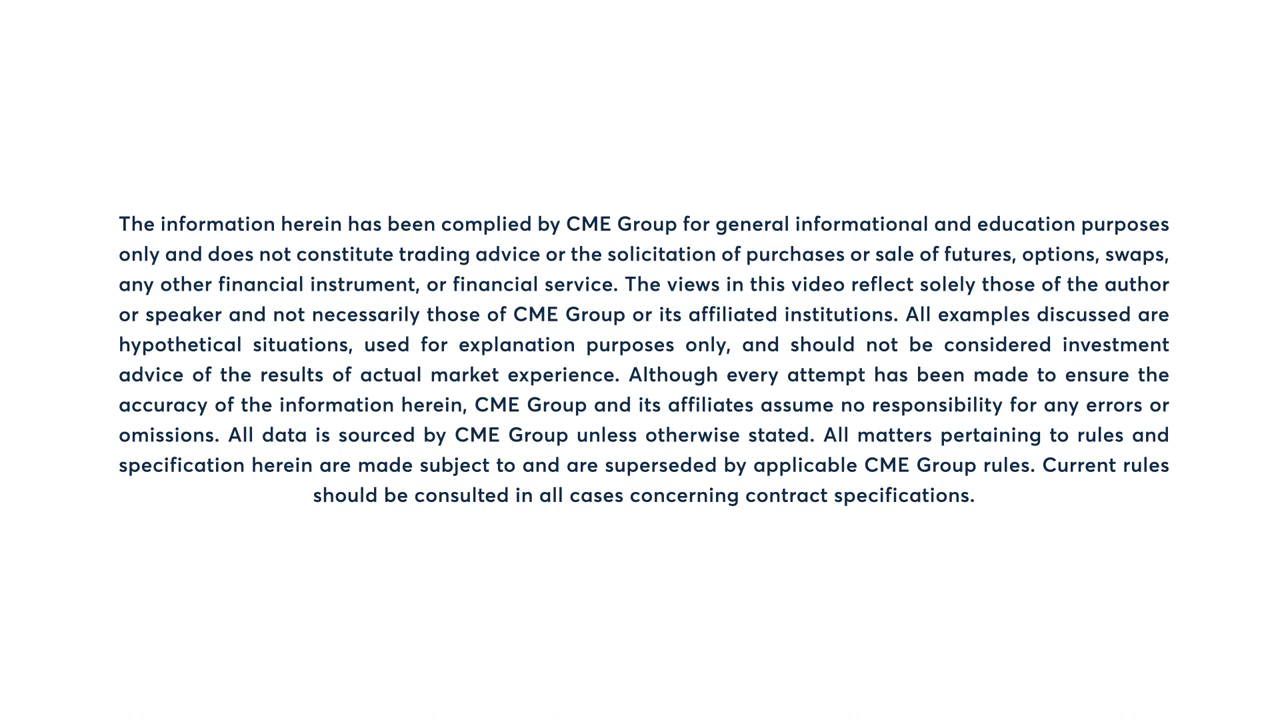 The information herein has been complied by CME Group for general informational and education purposes
only and does not constitute trading advice or the solicitation of purchases or sale of futures, options, swaps,
any other financial instrument, or financial service. The views in this video reflect solely those of the author
or speaker and not necessarily those of CME Group or its affiliated institutions. All examples discussed are
hypothetical situations, used for explanation purposes only, and should not be considered investment
advice of the results of actual market experience. Although every attempt has been made to ensure the
accuracy of the information herein, CME Group and its affiliates assume no responsibility for any errors or
omissions. All data is sourced by CME Group unless otherwise stated. All matters pertaining to rules and
specification herein are made subject to and are superseded by applicable CME Group rules. Current rules
should be consulted in all cases concerning contract specifications.